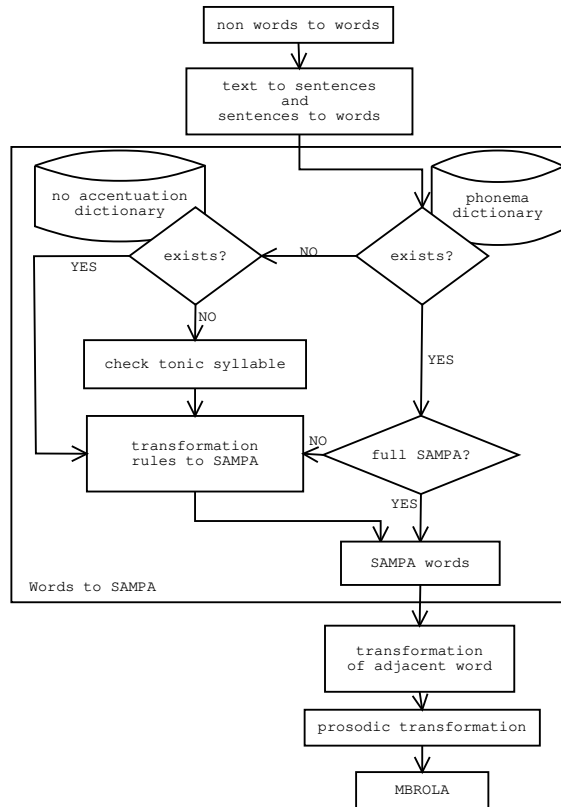 non words to words
text to sentences
and
sentences to words
no accentuation
dictionary
phonema
dictionary
exists?
NO
exists?
YES
NO
check tonic syllable
YES
transformation
rules to SAMPA
NO
full SAMPA?
YES
SAMPA words
Words to SAMPA
transformation
of adjacent word
prosodic transformation
MBROLA